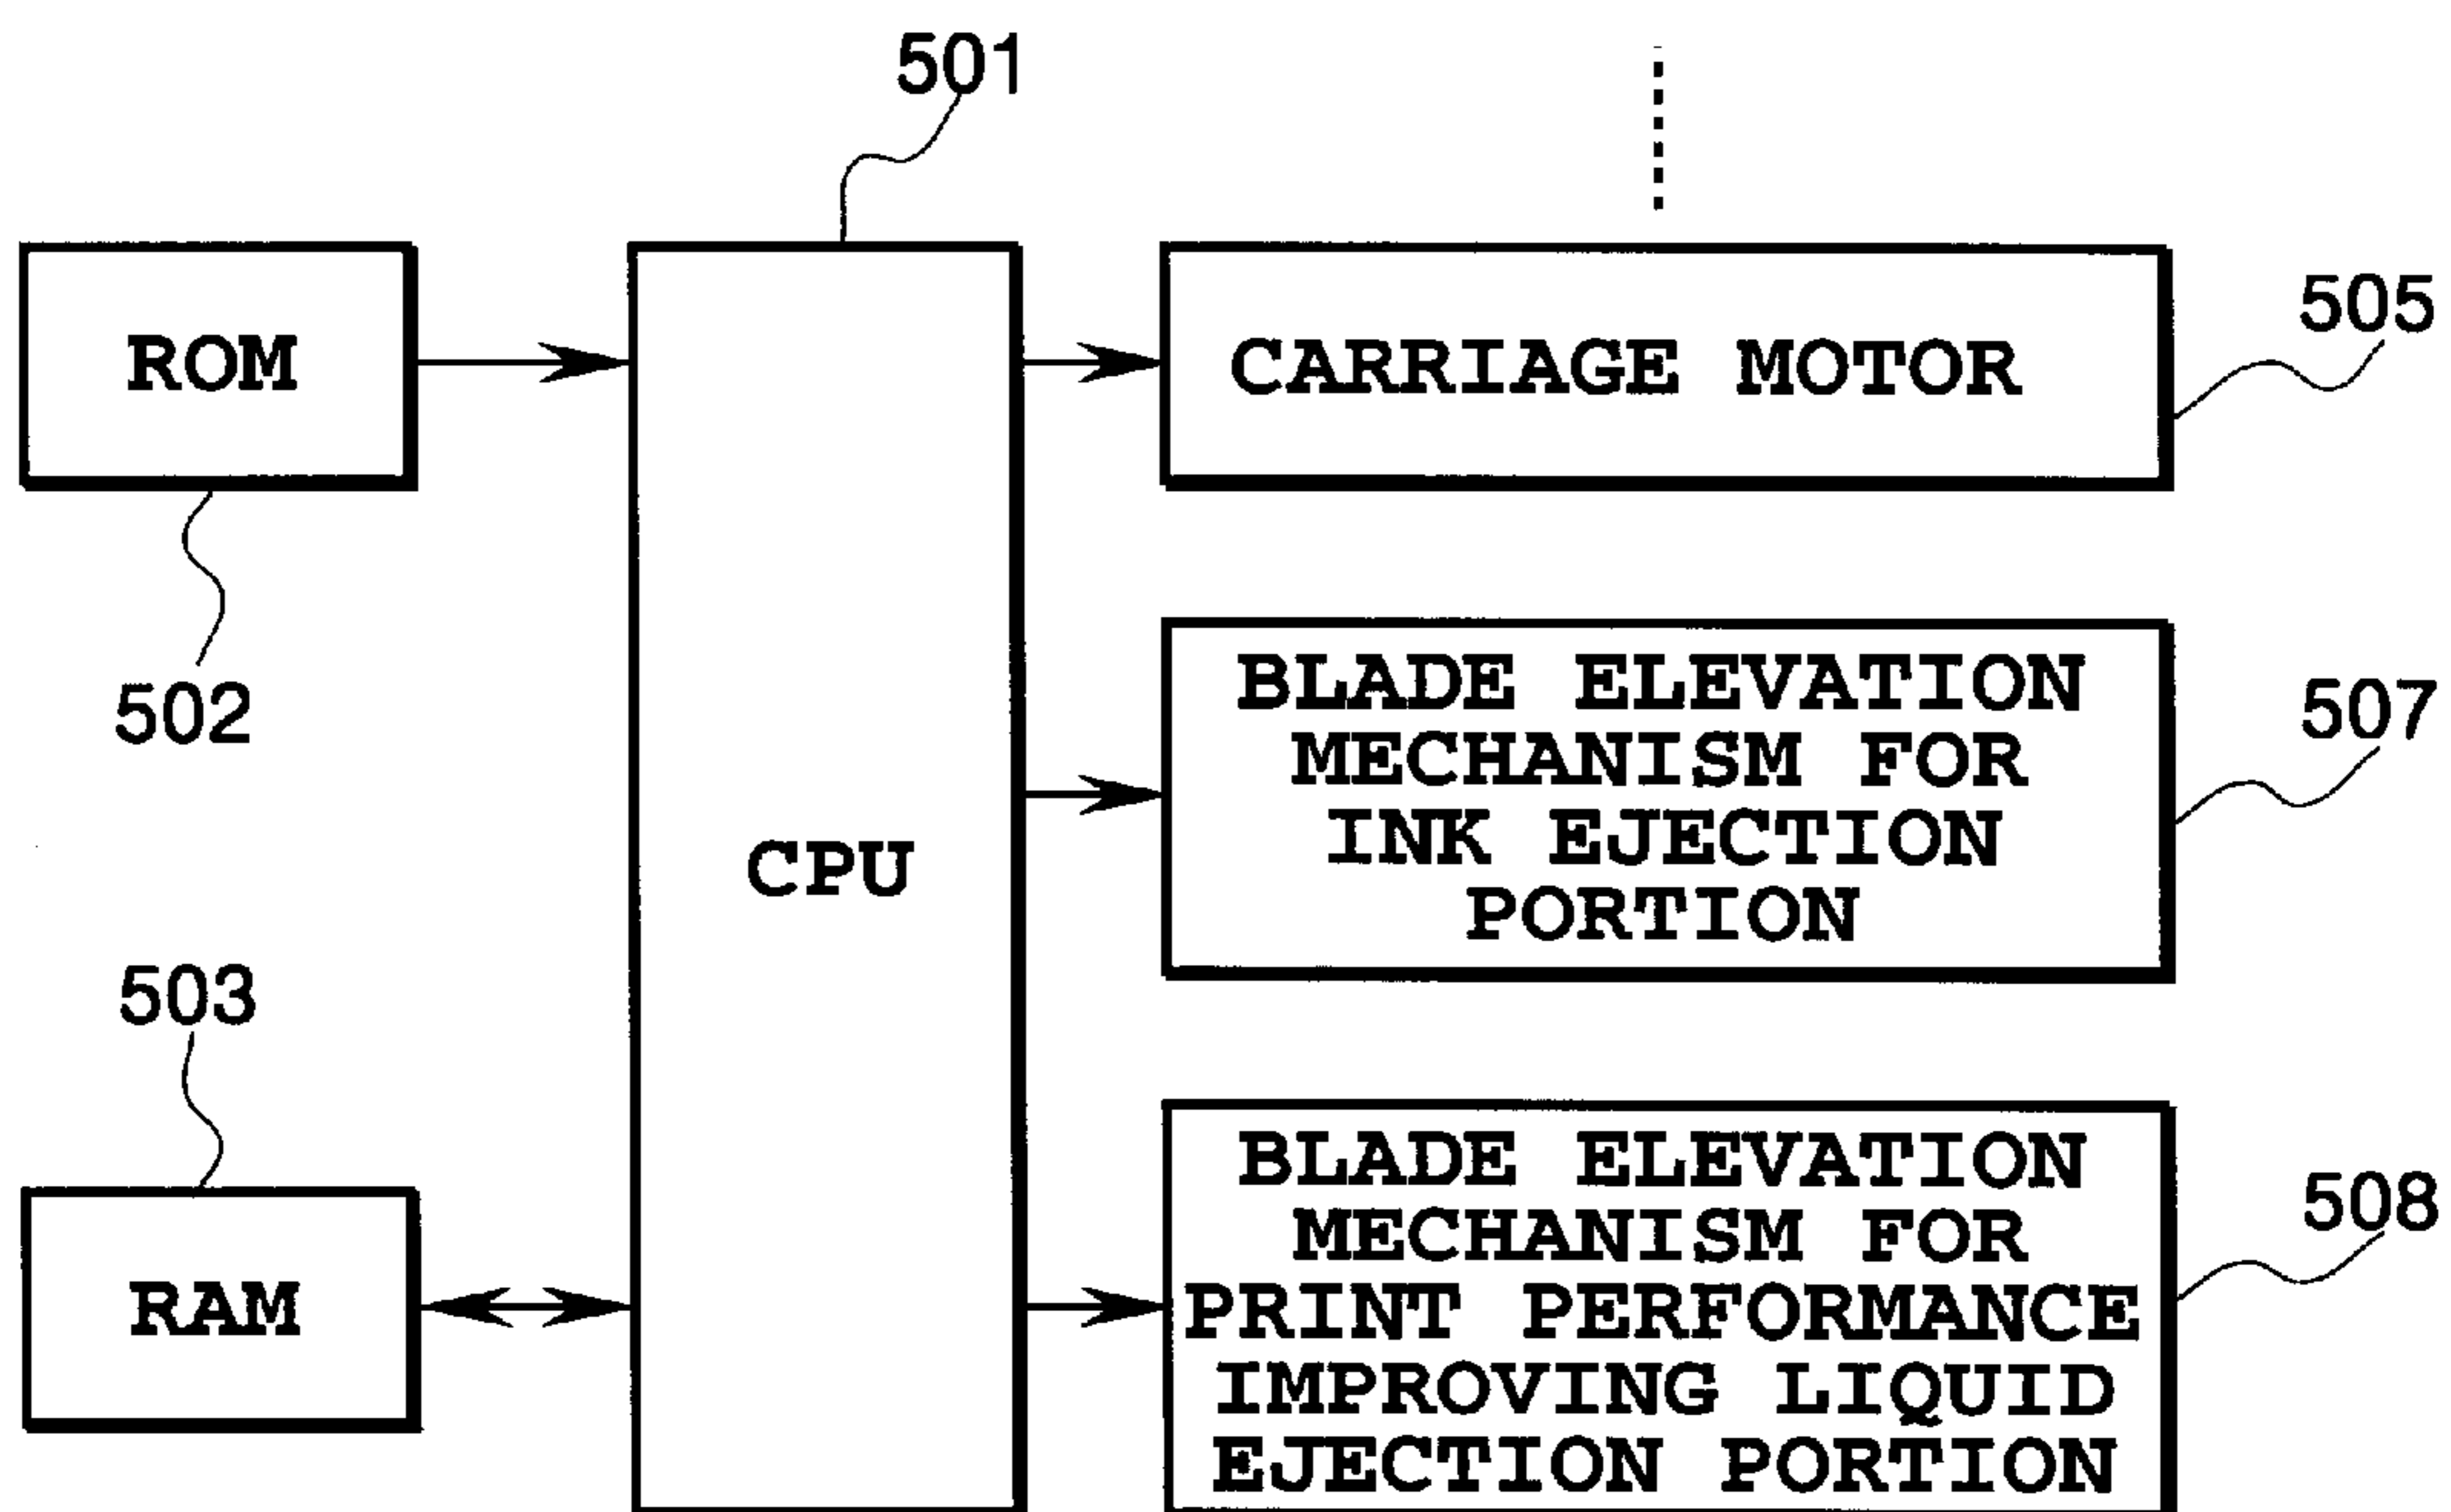 501
ROM
CARRIAGE MOTOR
505
502
CPU
BLADE ELEVATION
MECHANISM FOR
INK EJECTION
PORTION
507
503
RAM
BLADE ELEVATION
MECHANISM FOR
PRINT PERFORMANCE
IMPROVING LIQUID
EJECTION PORTION
508